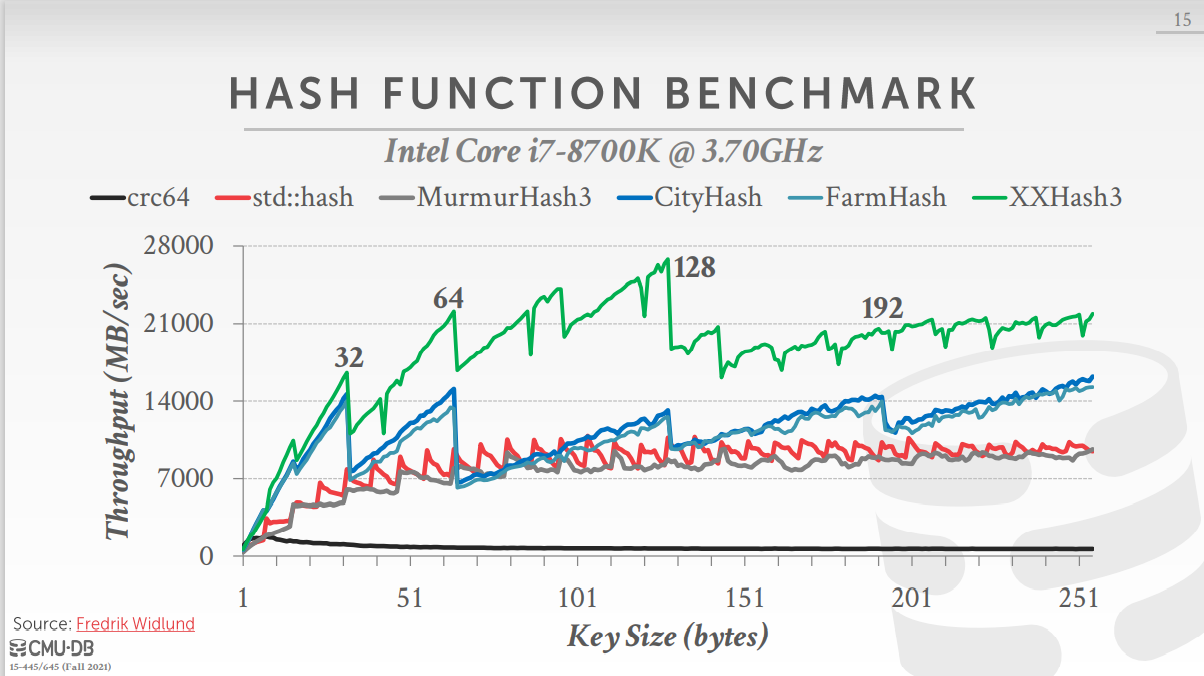 15
HASH FUNCTION BENCHMARK
Intel Core i7-8700K @ 3.70GHz
crc64 std::hash MurmurHash3 CityHash FarmHash XXHash3
Throughput (MB/sec)
28000
21000
14000
7000
0
32
64
128
192
1 51 101 151 201 251
Key Size (bytes)
Source: Fredrik Widlund
CMU·DB
15-445/645 (Fall 2021)